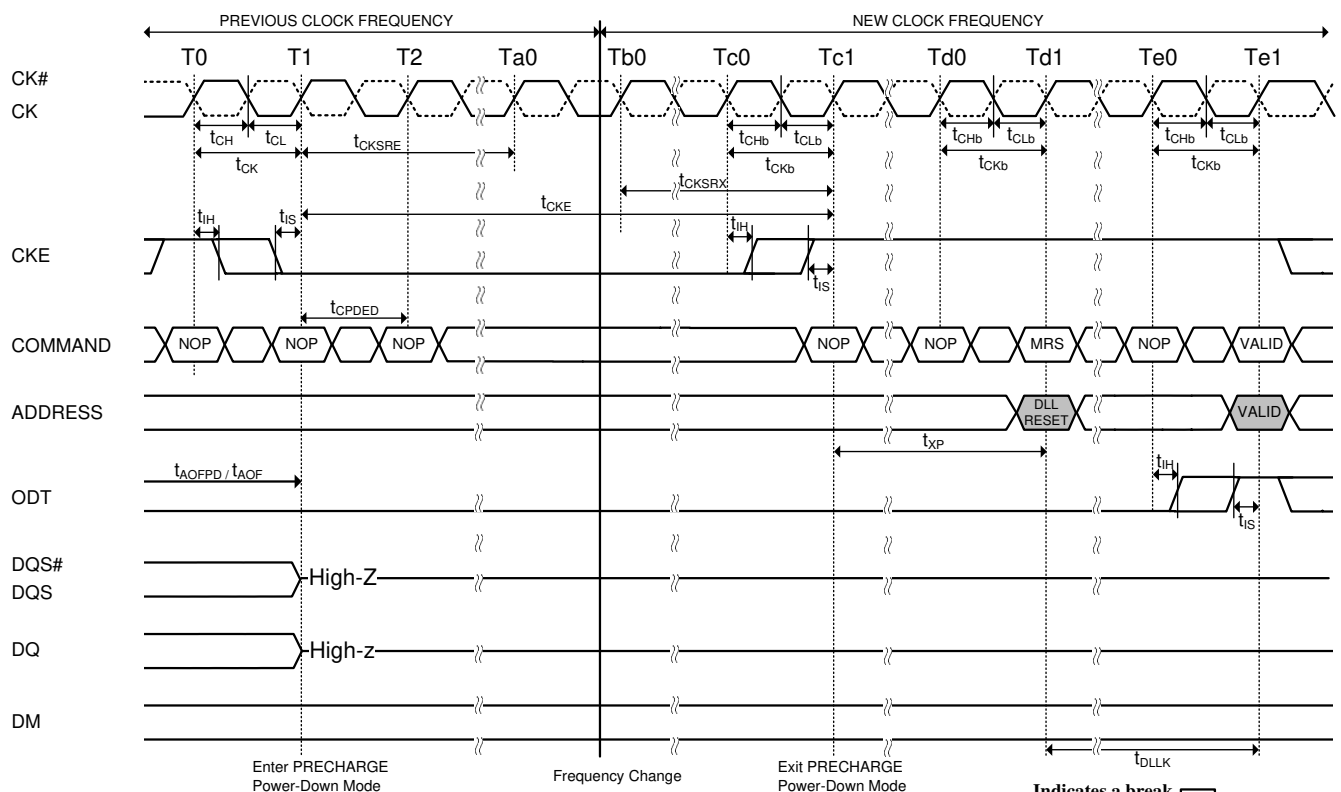 PREVIOUS CLOCK FREQUENCY NEW CLOCK FREQUENCY
T0 T1 T2 Ta0 Tb0 Tc0 Tc1 Td0 Td1 Te0 Te1
CK#
CK
tCH tCL tCHb tCLb tCHb tCLb tCHb tCLb
tCK tCKSRE tCKb tCKb tCKb
tCKSRX
tCKE
tIH tIS tIH
CKE
tIS
tCPDED
COMMAND NOP NOP NOP NOP NOP MRS NOP VALID
ADDRESS DLL RESET VALID
tXP
tAOFPD / tAOF tIH
ODT
tIS
DQS#
DQS
High-Z
DQ High-z
DM
tDLLK
Enter PRECHARGE
Power-Down Mode
Frequency Change
Exit PRECHARGE
Power-Down Mode
Indicates a break